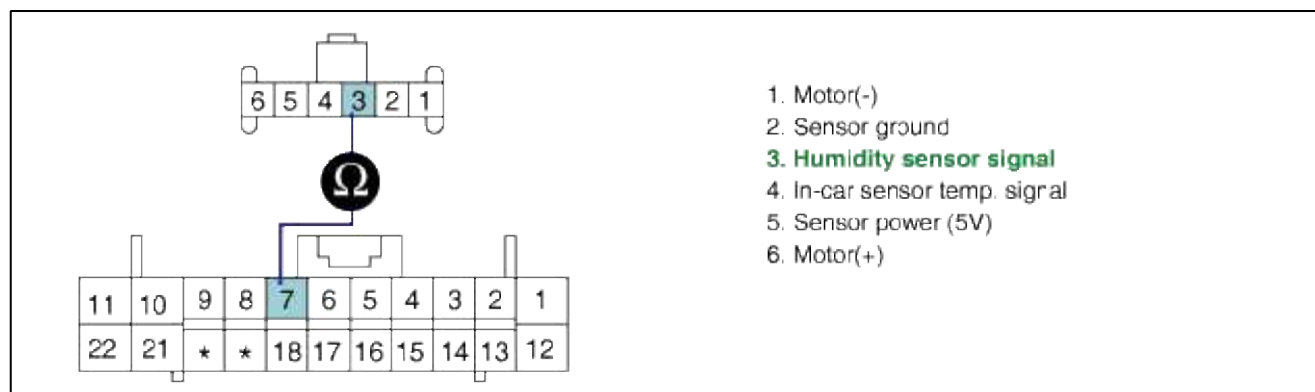 6 5 4 3 2 1
Ω
11 10 9 8 7 6 5 4 3 2 1
22 21 * * 18 17 16 15 14 13 12
1. Motor(-)
2. Sensor ground
3. Humidity sensor signal
4. In-car sensor temp. signal
5. Sensor power (5V)
6. Motor(+)